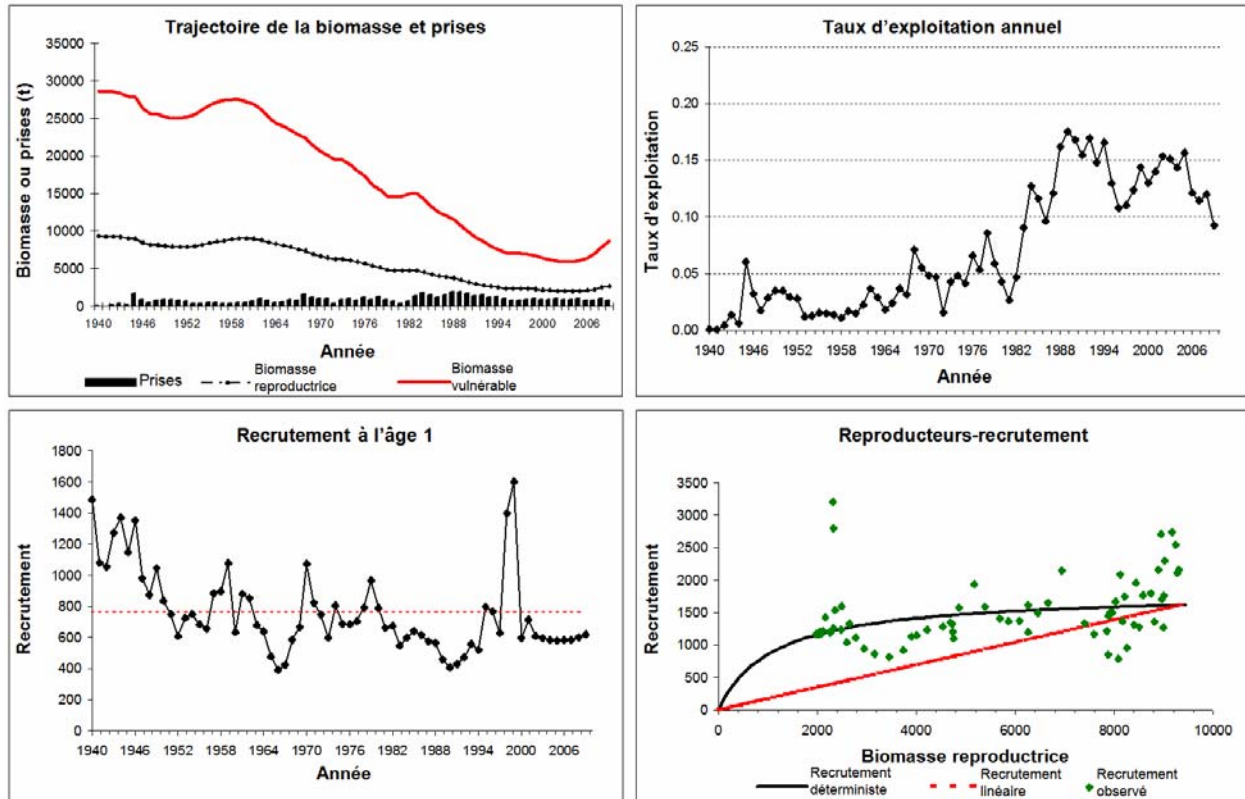 Trajectoire de la biomasse et prises
35000
30000
25000
20000
15000
10000
5000
0
Biomasse ou prises (t)
1940 1946 1952 1958 1964 1970 1976 1982 1988 1994 2000 2006
Année
Prises
Biomasse reproductrice
Biomasse vulnérable
Taux d'exploitation annuel
0.25
0.20
0.15
0.10
0.05
0.00
Taux d'exploitation
1940 1946 1952 1958 1964 1970 1976 1982 1988 1994 2000 2006
Année
Recrutement à l'âge 1
1800
1600
1400
1200
1000
800
600
400
200
0
Recrutement
1940 1946 1952 1958 1964 1970 1976 1982 1988 1994 2000 2006
Année
Reproducteurs-recrutement
3500
3000
2500
2000
1500
1000
500
0
Recrutement
0 2000 4000 6000 8000 10000
Biomasse reproductrice
Recrutement déterministe
Recrutement linéaire
Recrutement observé